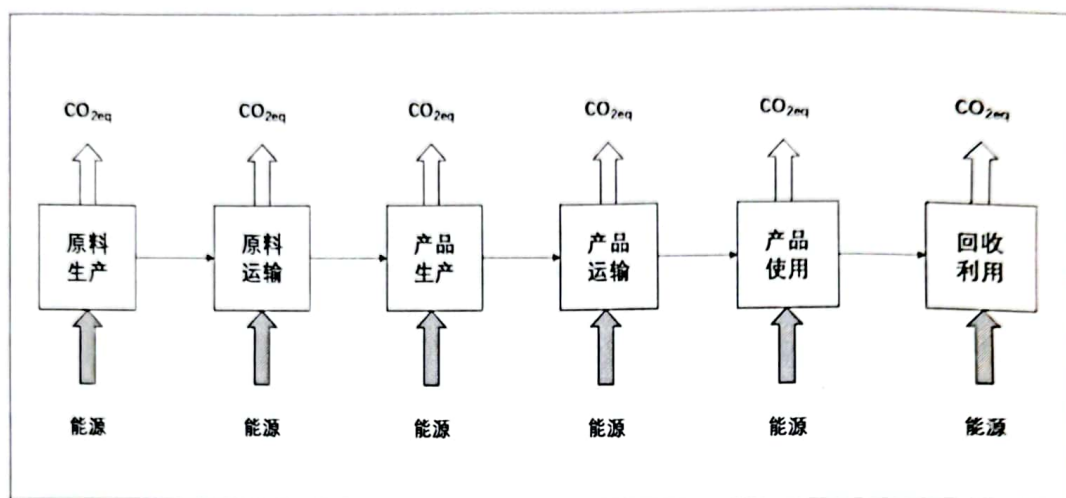 CO₂eq CO₂eq CO₂eq CO₂eq CO₂eq CO₂eq
原料 原料 产品 产品 产品 回收
生产 运输 生产 运输 使用 利用
能源 能源 能源 能源 能源 能源